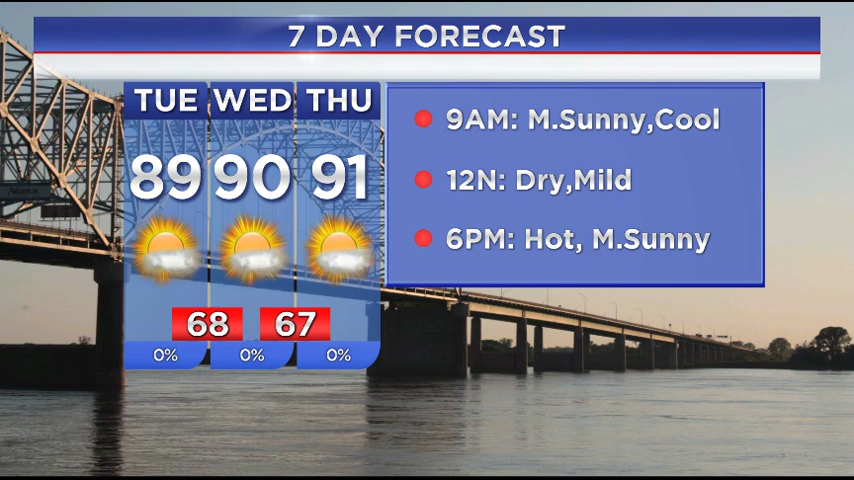 7 DAY FORECAST
TUE WED THU
89 90 91
68 67
0% 0% 0%
9AM: M.Sunny,Cool
12N: Dry,Mild
6PM: Hot, M.Sunny